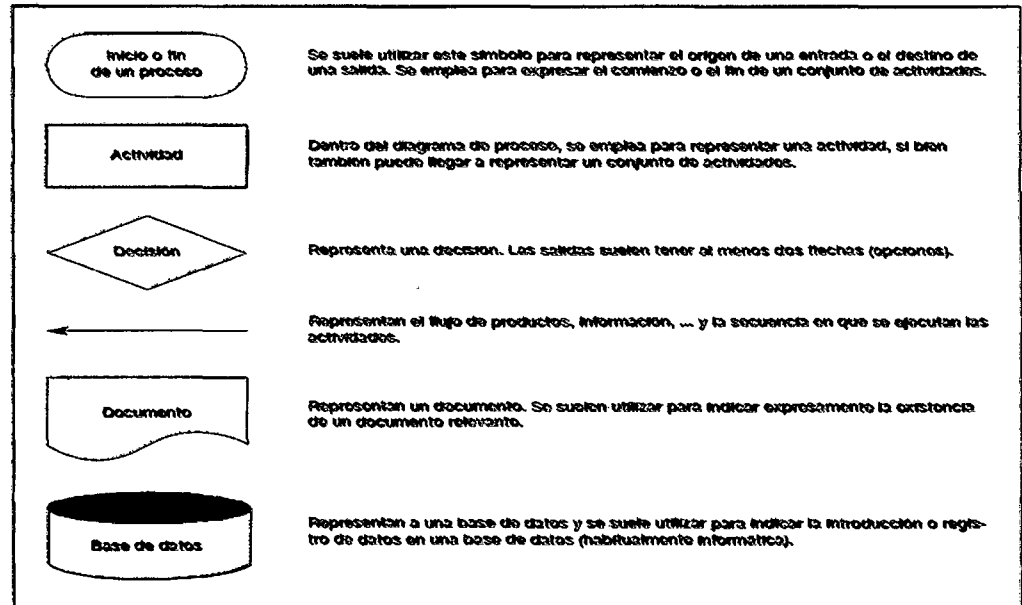 Inicio o fin
de un proceso
Se suele utilizar este símbolo para representar el origen de una entrada o el destino de
una salida. Se emplea para expresar el comienzo o el fin de un conjunto de actividades.
Actividad
Dentro del diagrama de proceso, se emplea para representar una actividad, si bien
también puede llegar a representar un conjunto de actividades.
Decisión
Representa una decisión. Las salidas suelen tener al menos dos flechas (opciones).
Representan el flujo de productos, información, ... y la secuencia en que se ejecutan las
actividades.
Documento
Representan un documento. Se suelen utilizar para indicar expresamente la existencia
de un documento relevante.
Base de datos
Representan a una base de datos y se suele utilizar para indicar la introducción o regis-
tro de datos en una base de datos (habitualmente informática).